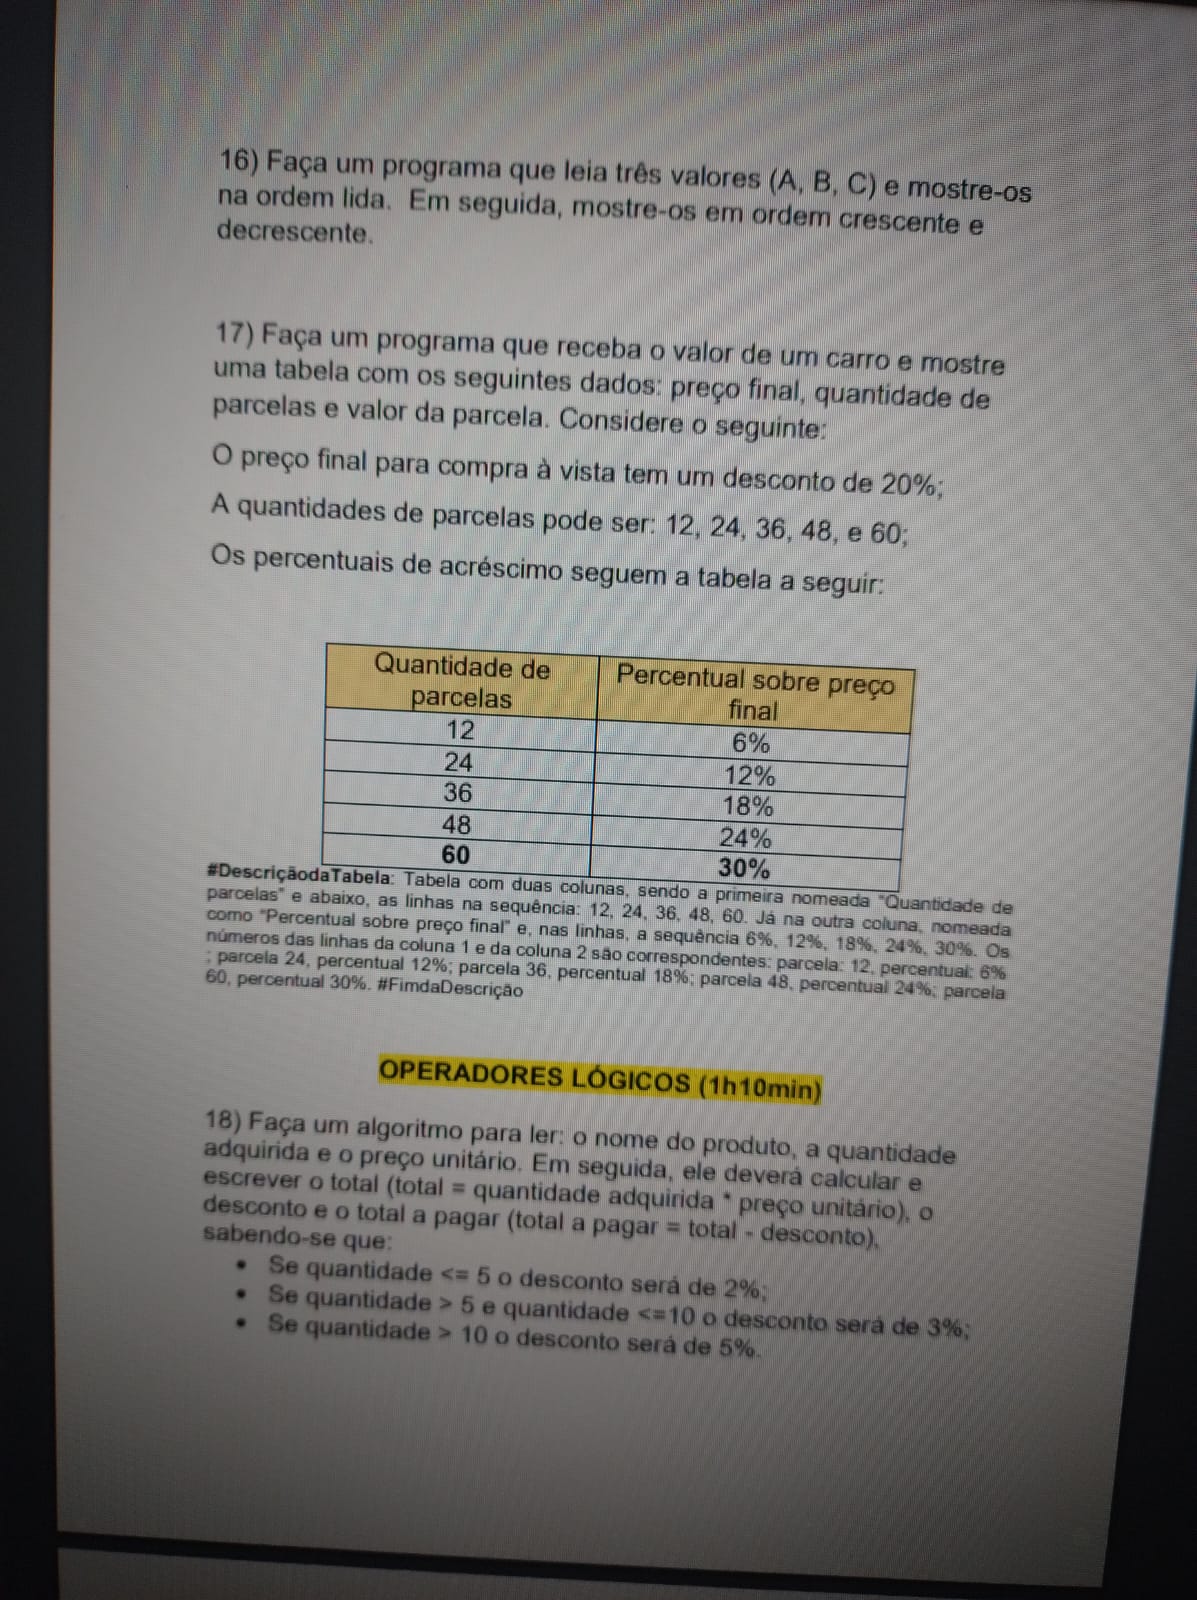 16) Faça um programa que leia três valores (A, B, C) e mostre-os
na ordem lida. Em seguida, mostre-os em ordem crescente e
decrescente.
17) Faça um programa que receba o valor de um carro e mostre
uma tabela com os seguintes dados: preço final, quantidade de
parcelas e valor da parcela. Considere o seguinte:
O preço final para compra à vista tem um desconto de 20%;
A quantidades de parcelas pode ser: 12, 24, 36, 48, e 60;
Os percentuais de acréscimo seguem a tabela a seguir:
Quantidade de parcelas Percentual sobre preço final
12 6%
24 12%
36 18%
48 24%
60 30%
#DescriçãodaTabela: Tabela com duas colunas, sendo a primeira nomeada "Quantidade de
parcelas" e abaixo, as linhas na sequência: 12, 24, 36, 48, 60. Já na outra coluna, nomeada
como "Percentual sobre preço final" e, nas linhas, a sequência 6%, 12%, 18%, 24%, 30%. Os
números das linhas da coluna 1 e da coluna 2 são correspondentes: parcela: 12, percentual: 6%
; parcela 24, percentual 12%; parcela 36, percentual 18%; parcela 48, percentual 24%; parcela
60, percentual 30%. #FimdaDescrição
OPERADORES LÓGICOS (1h10min)
18) Faça um algoritmo para ler: o nome do produto, a quantidade
adquirida e o preço unitário. Em seguida, ele deverá calcular e
escrever o total (total = quantidade adquirida * preço unitário), o
desconto e o total a pagar (total a pagar = total - desconto),
sabendo-se que:
• Se quantidade <= 5 o desconto será de 2%;
• Se quantidade > 5 e quantidade <=10 o desconto será de 3%;
• Se quantidade > 10 o desconto será de 5%.